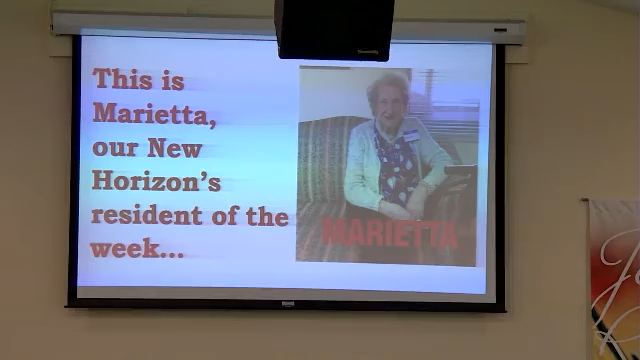 This is
Marietta,
our New
Horizon's
resident of the
week...
MARIETTA